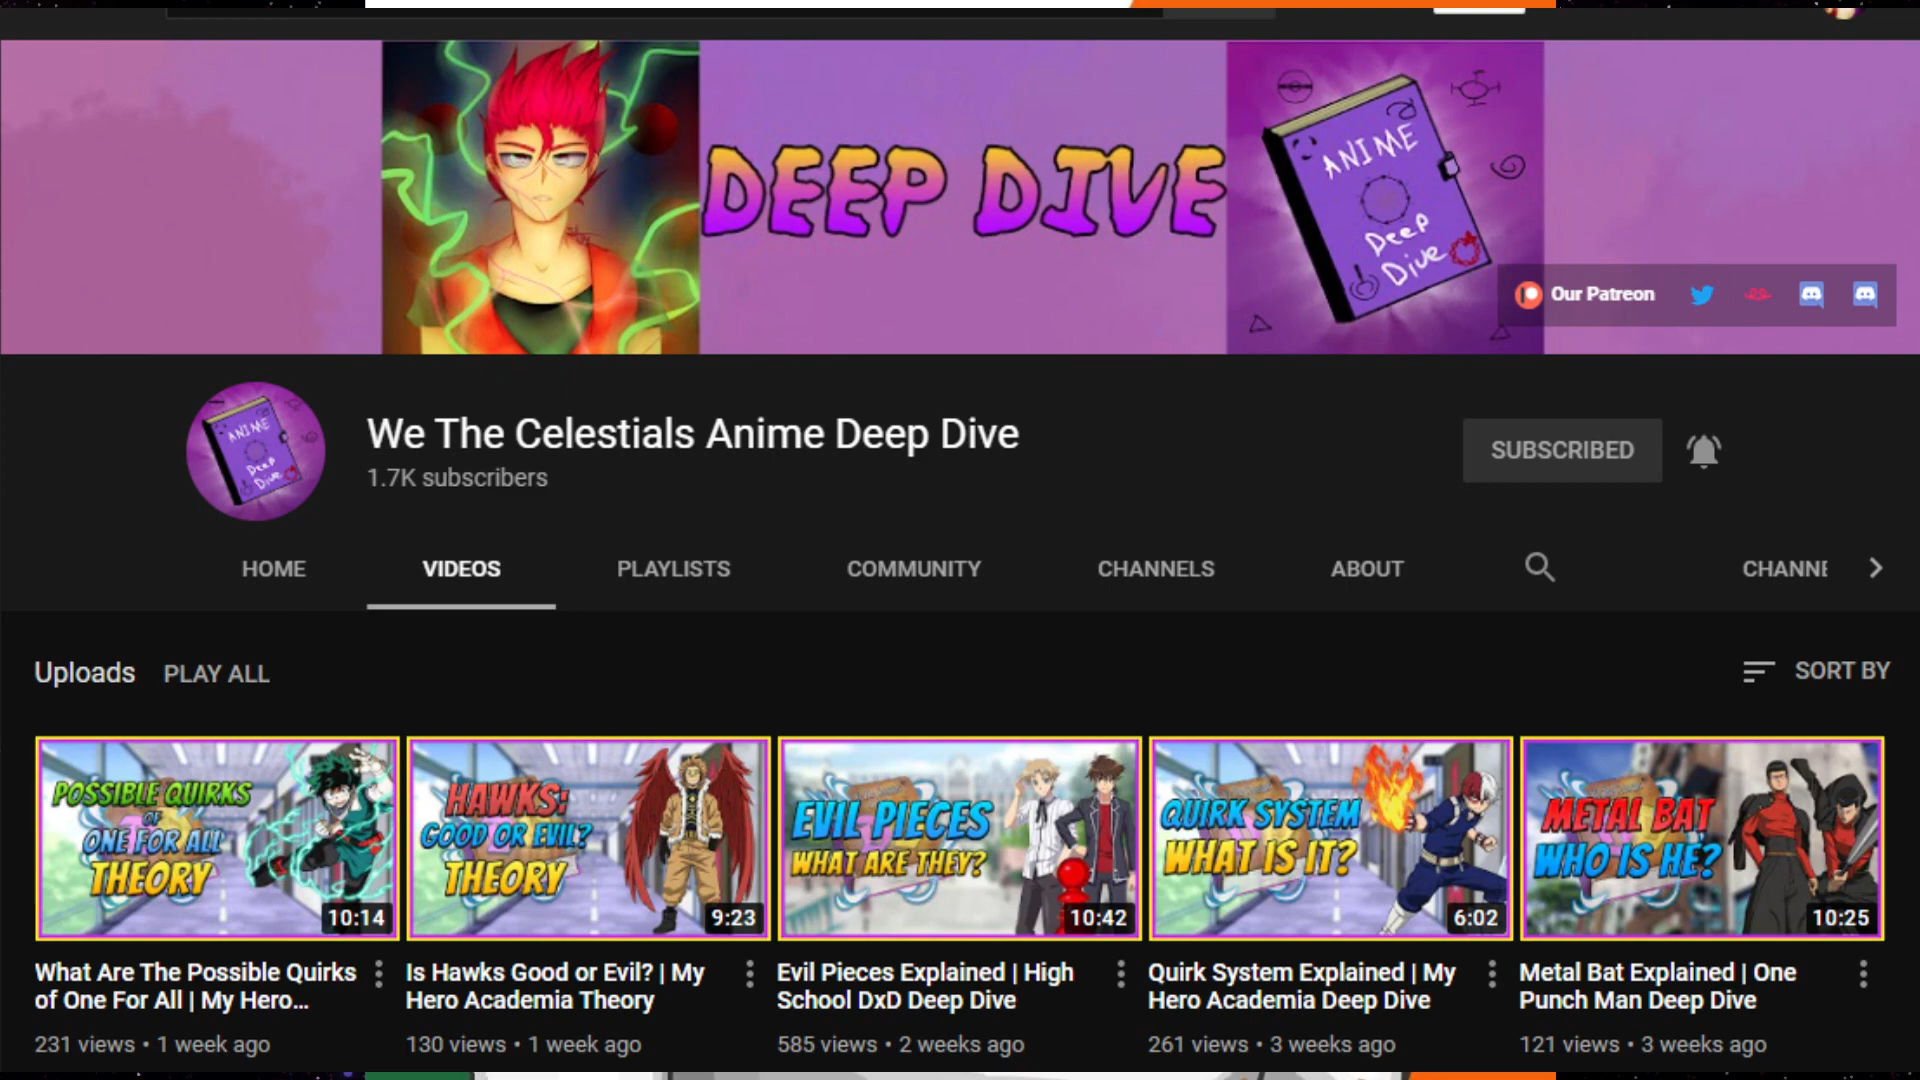 DEEP DIVE
ANIME
Deep
Dive
Our Patreon
ANIME
Deep
Dive
We The Celestials Anime Deep Dive
1.7K subscribers
SUBSCRIBED
HOME
VIDEOS
PLAYLISTS
COMMUNITY
CHANNELS
ABOUT
CHANNE
Uploads
PLAY ALL
SORT BY
POSSIBLE QUIRKS
OF
ONE FOR ALL
THEORY
10:14
HAWKS:
GOOD OR EVIL?
THEORY
9:23
EVIL PIECES
WHAT ARE THEY?
10:42
QUIRK SYSTEM
WHAT IS IT?
6:02
METAL BAT
WHO IS HE?
10:25
What Are The Possible Quirks
of One For All | My Hero...
231 views • 1 week ago
Is Hawks Good or Evil? | My
Hero Academia Theory
130 views • 1 week ago
Evil Pieces Explained | High
School DxD Deep Dive
585 views • 2 weeks ago
Quirk System Explained | My
Hero Academia Deep Dive
261 views • 3 weeks ago
Metal Bat Explained | One
Punch Man Deep Dive
121 views • 3 weeks ago